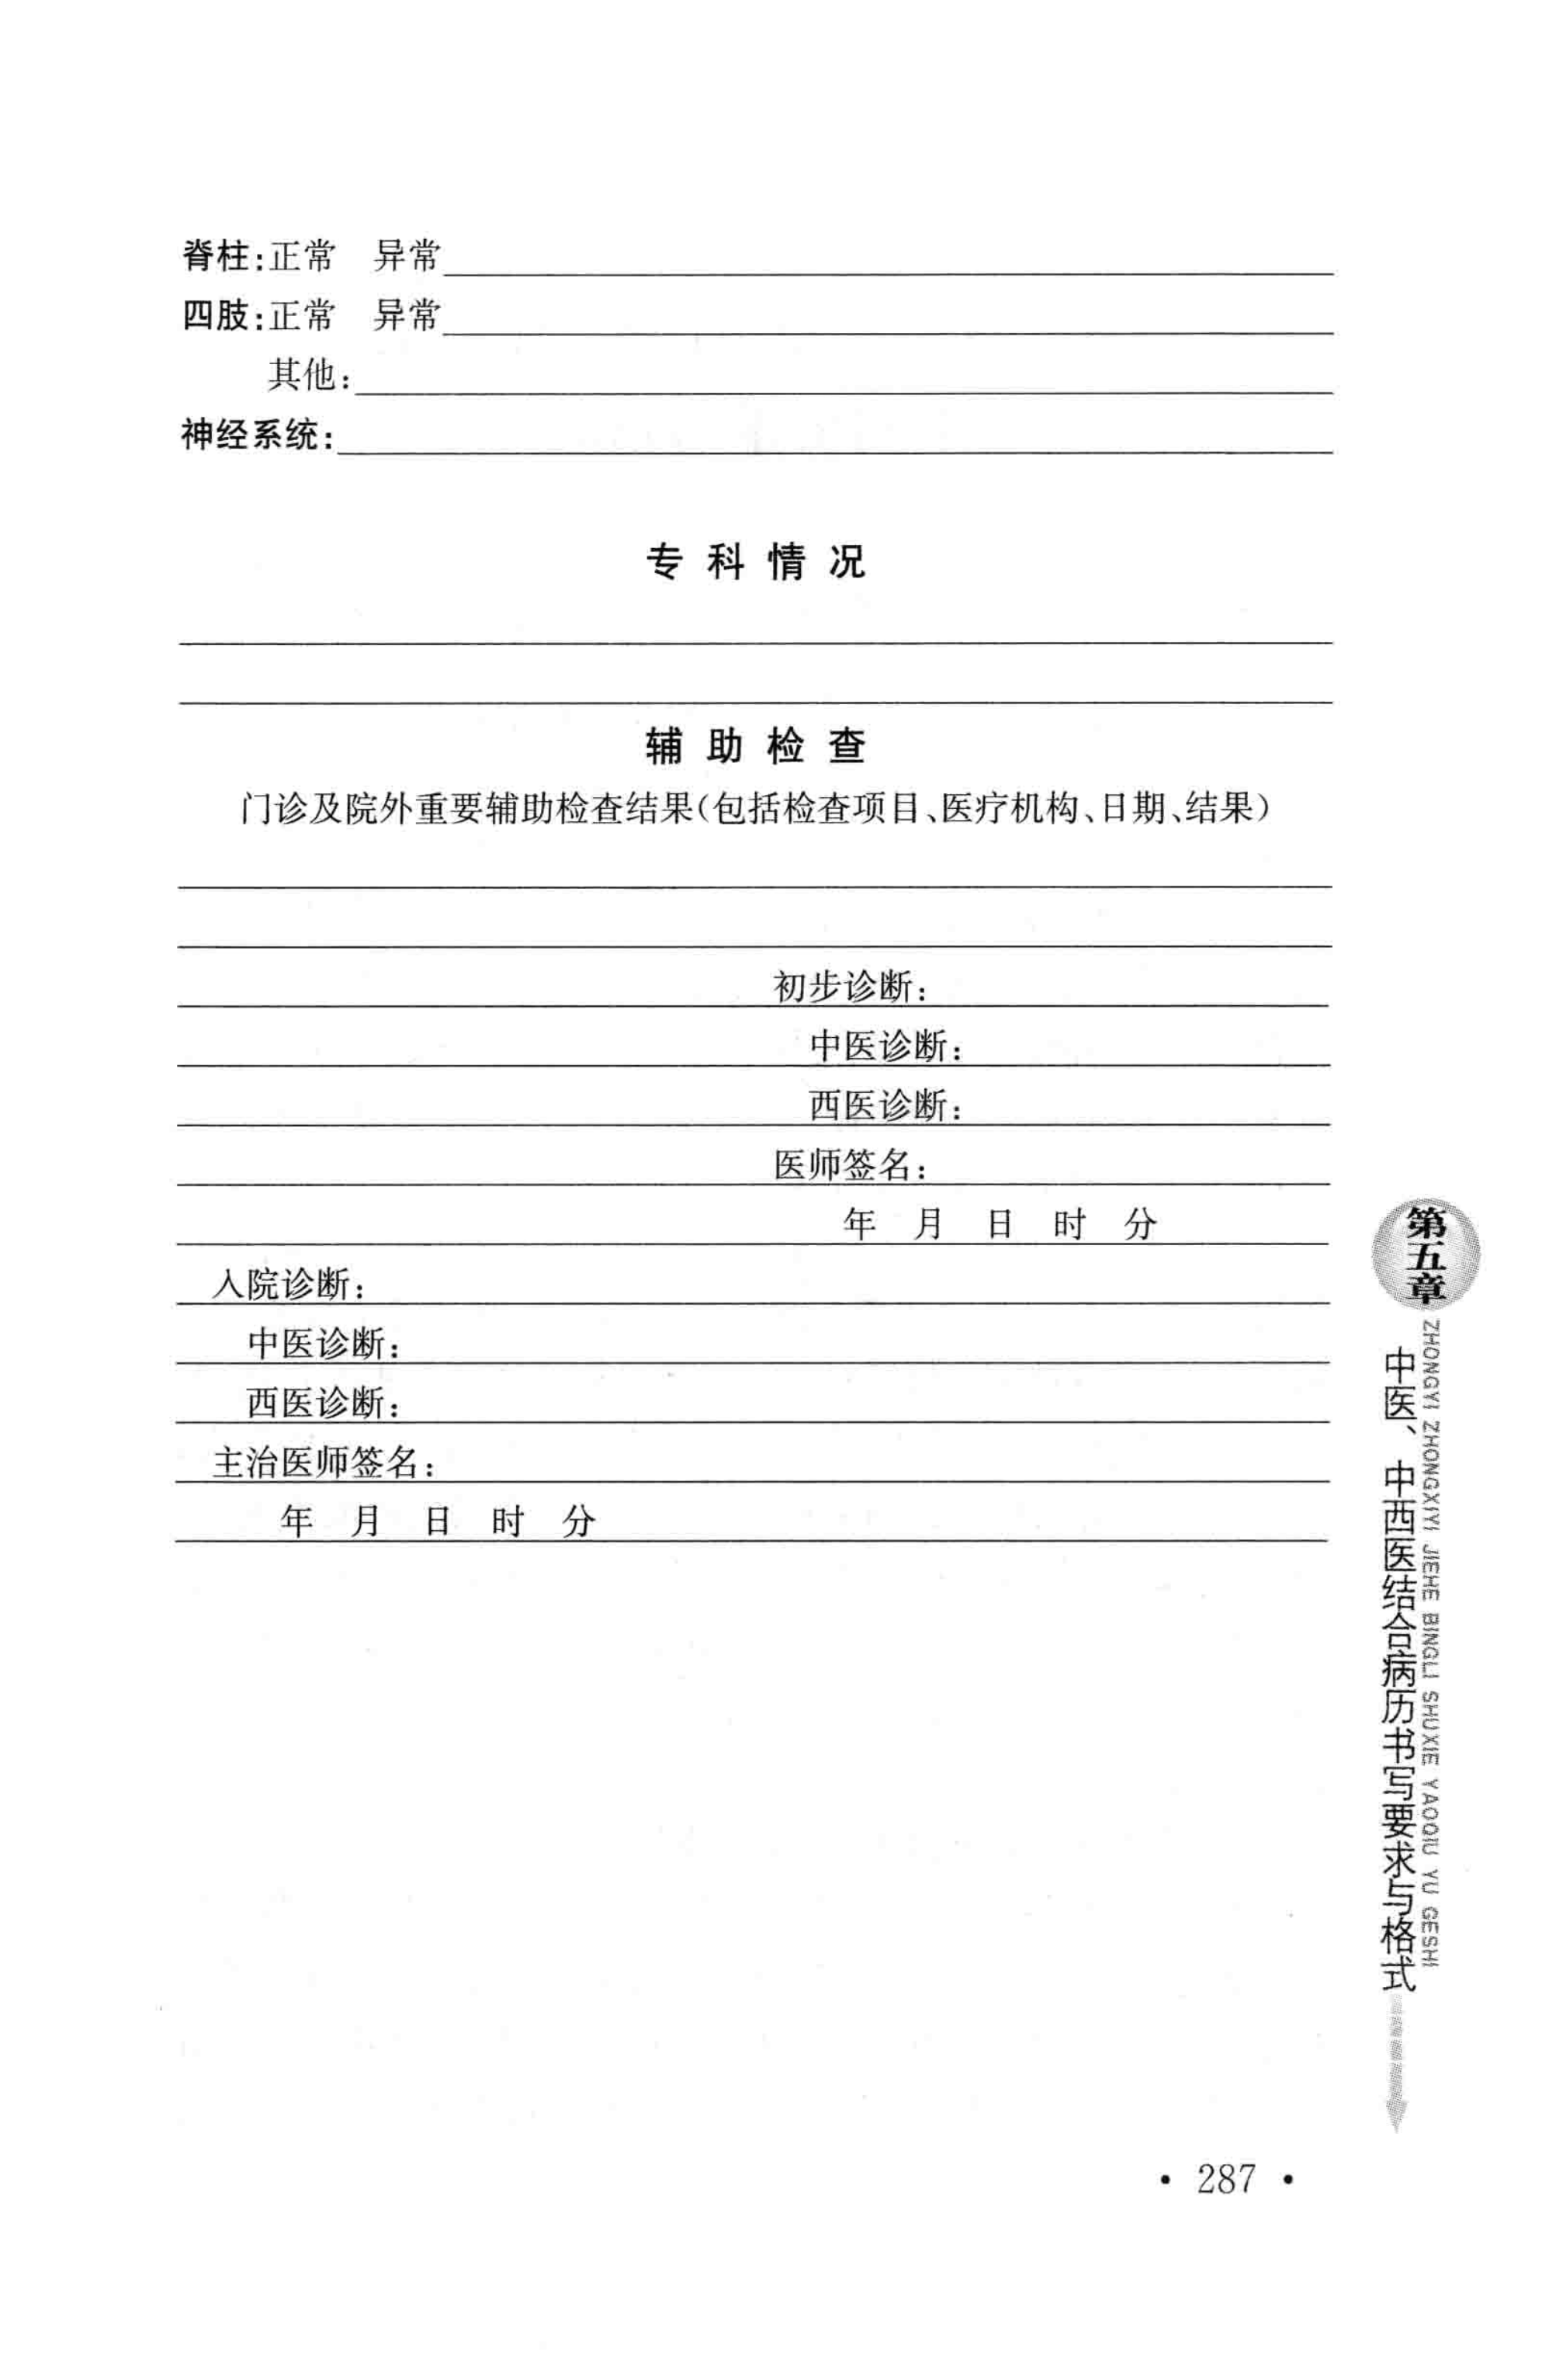 脊柱:正常　异常
四肢:正常　异常
其他:
神经系统:
专科情况
辅助检查
门诊及院外重要辅助检查结果(包括检查项目、医疗机构、日期、结果)
初步诊断:
中医诊断:
西医诊断:
医师签名:
年　月　日　时　分
入院诊断:
中医诊断:
西医诊断:
主治医师签名:
年　月　日　时　分
第五章
ZHONGYI ZHONGXIYI JIEHE BINGLI SHUXIE YAOQIU YU GESHI
中医、中西医结合病历书写要求与格式
· 287 ·